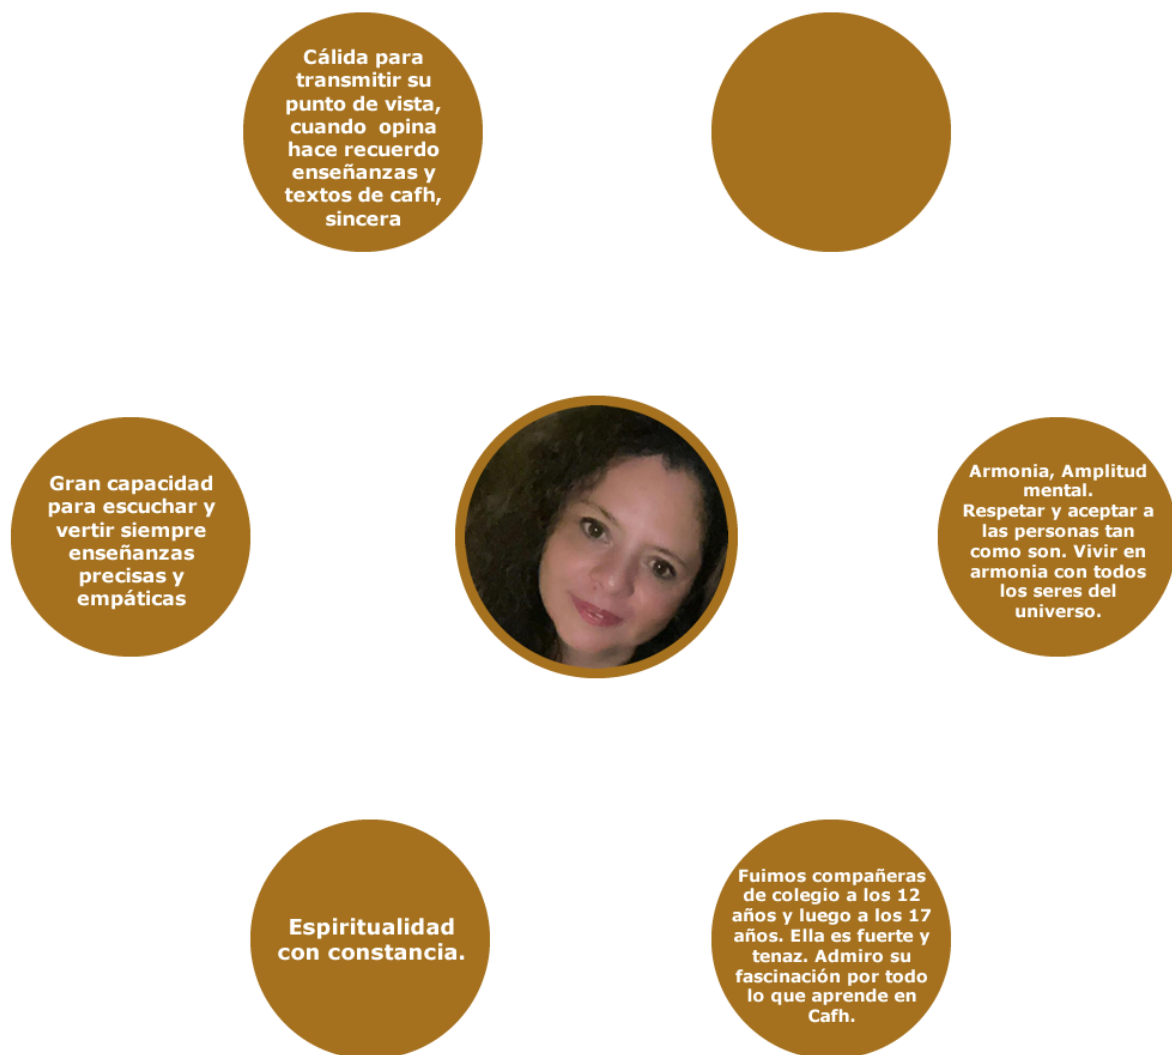 Cálida para
transmitir su
punto de vista,
cuando opina
hace recuerdo
enseñanzas y
textos de cafh,
sincera
Gran capacidad
para escuchar y
vertir siempre
enseñanzas
precisas y
empáticas
Armonia, Amplitud
mental.
Respetar y aceptar a
las personas tan
como son. Vivir en
armonia con todos
los seres del
universo.
Espiritualidad
con constancia.
Fuimos compañeras
de colegio a los 12
años y luego a los 17
años. Ella es fuerte y
tenaz. Admiro su
fascinación por todo
lo que aprende en
Cafh.